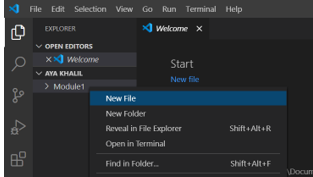 File Edit Selection View Go Run Terminal Help
EXPLORER
Welcome
OPEN EDITORS
Welcome
AYA KHALIL
Module1
Start
New file
New File
New Folder
Reveal in File Explorer Shift+Alt+R
Open in Terminal
Find in Folder... Shift+Alt+F
\Docum